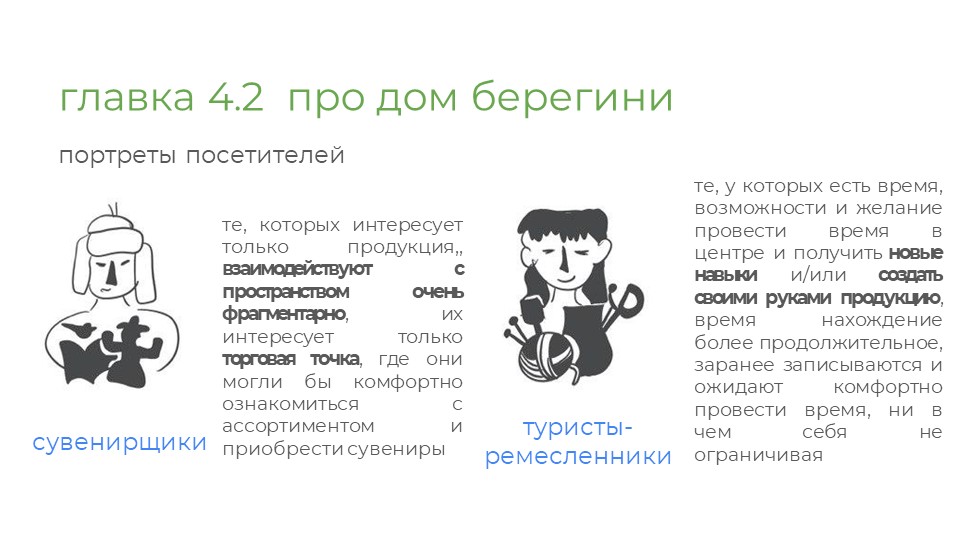 главка 4.2 про дом берегини
портреты посетителей
те, которых интересует
только продукция,,
взаимодействуют с
пространством очень
фрагментарно, их
интересует только
торговая точка, где они
могли бы комфортно
ознакомиться с
ассортиментом и
приобрести сувениры
сувенирщики
те, у которых есть время,
возможности и желание
провести время в
центре и получить новые
навыки и/или создать
своими руками продукцию,
время нахождение
более продолжительное,
заранее записываются и
ожидают комфортно
провести время, ни в
чем себя не
ограничивая
туристы-
ремесленники